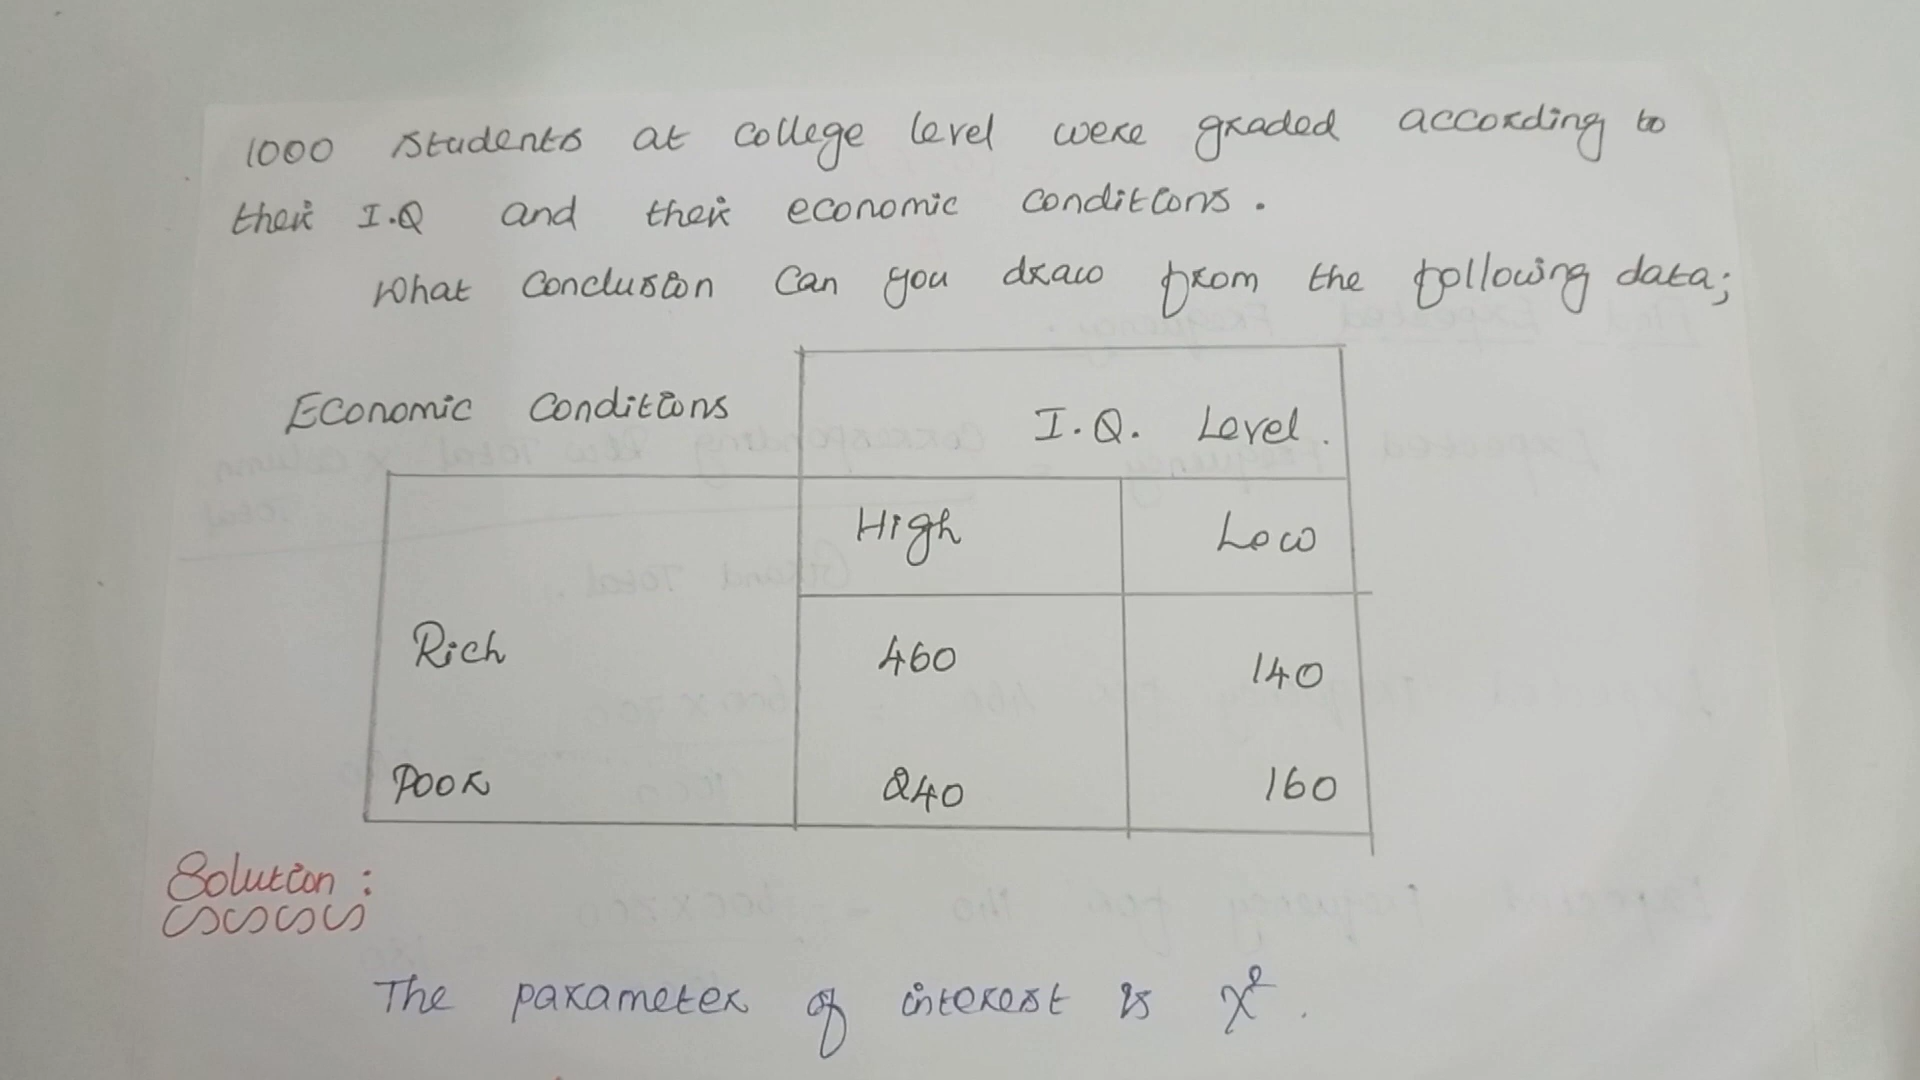 1000 students at college level were graded according to
their I.Q and their economic conditions.
What conclusion can you draw from the following data;
Economic Conditions
I.Q. Level.
High Low
Rich 460 140
Poor 240 160
Solution:
The parameter of interest is χ².